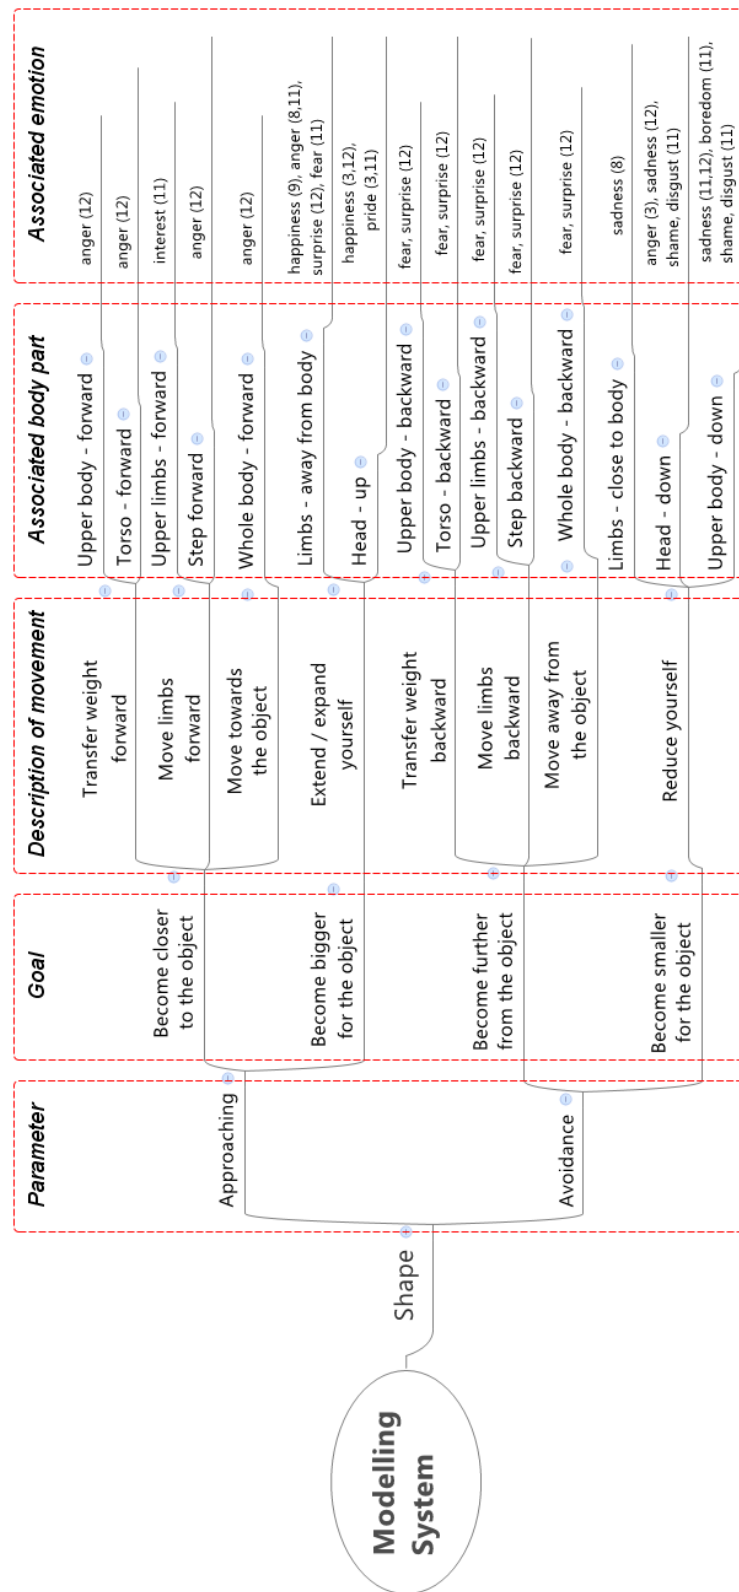 Modelling
System
Shape
Parameter
Approaching
Avoidance
Goal
Become closer
to the object
Become bigger
for the object
Become further
from the object
Become smaller
for the object
Description of movement
Transfer weight
forward
Move limbs
forward
Move towards
the object
Extend / expand
yourself
Transfer weight
backward
Move limbs
backward
Move away from
the object
Reduce yourself
Associated body part
Upper body - forward
Torso - forward
Upper limbs - forward
Step forward
Whole body - forward
Limbs - away from body
Head - up
Upper body - backward
Torso - backward
Upper limbs - backward
Step backward
Whole body - backward
Limbs - close to body
Head - down
Upper body - down
Associated emotion
anger (12)
anger (12)
interest (11)
anger (12)
anger (12)
happiness (9), anger (8,11),
surprise (12), fear (11)
happiness (3,12),
pride (3,11)
fear, surprise (12)
fear, surprise (12)
fear, surprise (12)
fear, surprise (12)
fear, surprise (12)
sadness (8)
anger (3), sadness (12),
shame, disgust (11)
sadness (11,12), boredom (11),
shame, disgust (11)